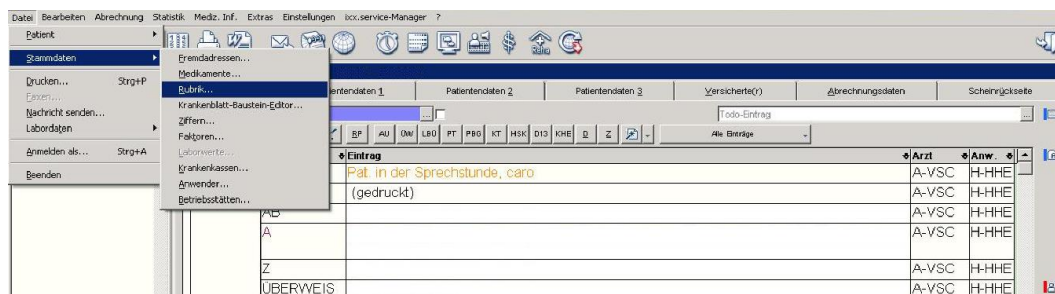 Datei Bearbeiten Abrechnung Statistik Mediz. Inf. Extras Einstellungen ixx.service-Manager ?
Patient
Stammdaten
Drucken... Strg+P
Faxen...
Nachricht senden...
Labordaten
Anmelden als... Strg+A
Beenden
Fremdadressen...
Medikamente...
Rubrik...
Krankenblatt-Baustein-Editor...
Ziffern...
Faktoren...
Laborwerte...
Krankenkassen...
Anwender...
Betriebsstätten...
entendaten 1 Patientendaten 2 Patientendaten 3 Versicherte(r) Abrechnungsdaten Scheinrückseite
... Todo-Eintrag ...
RP AU ÜW LBÜ PT PBG KT HSK D13 KHE D Z Alle Einträge
Eintrag Arzt Anw.
Pat. in der Sprechstunde, caro A-VSC H-HHE
(gedruckt) A-VSC H-HHE
AB A-VSC H-HHE
A A-VSC H-HHE
Z A-VSC H-HHE
ÜBERWEIS A-VSC H-HHE